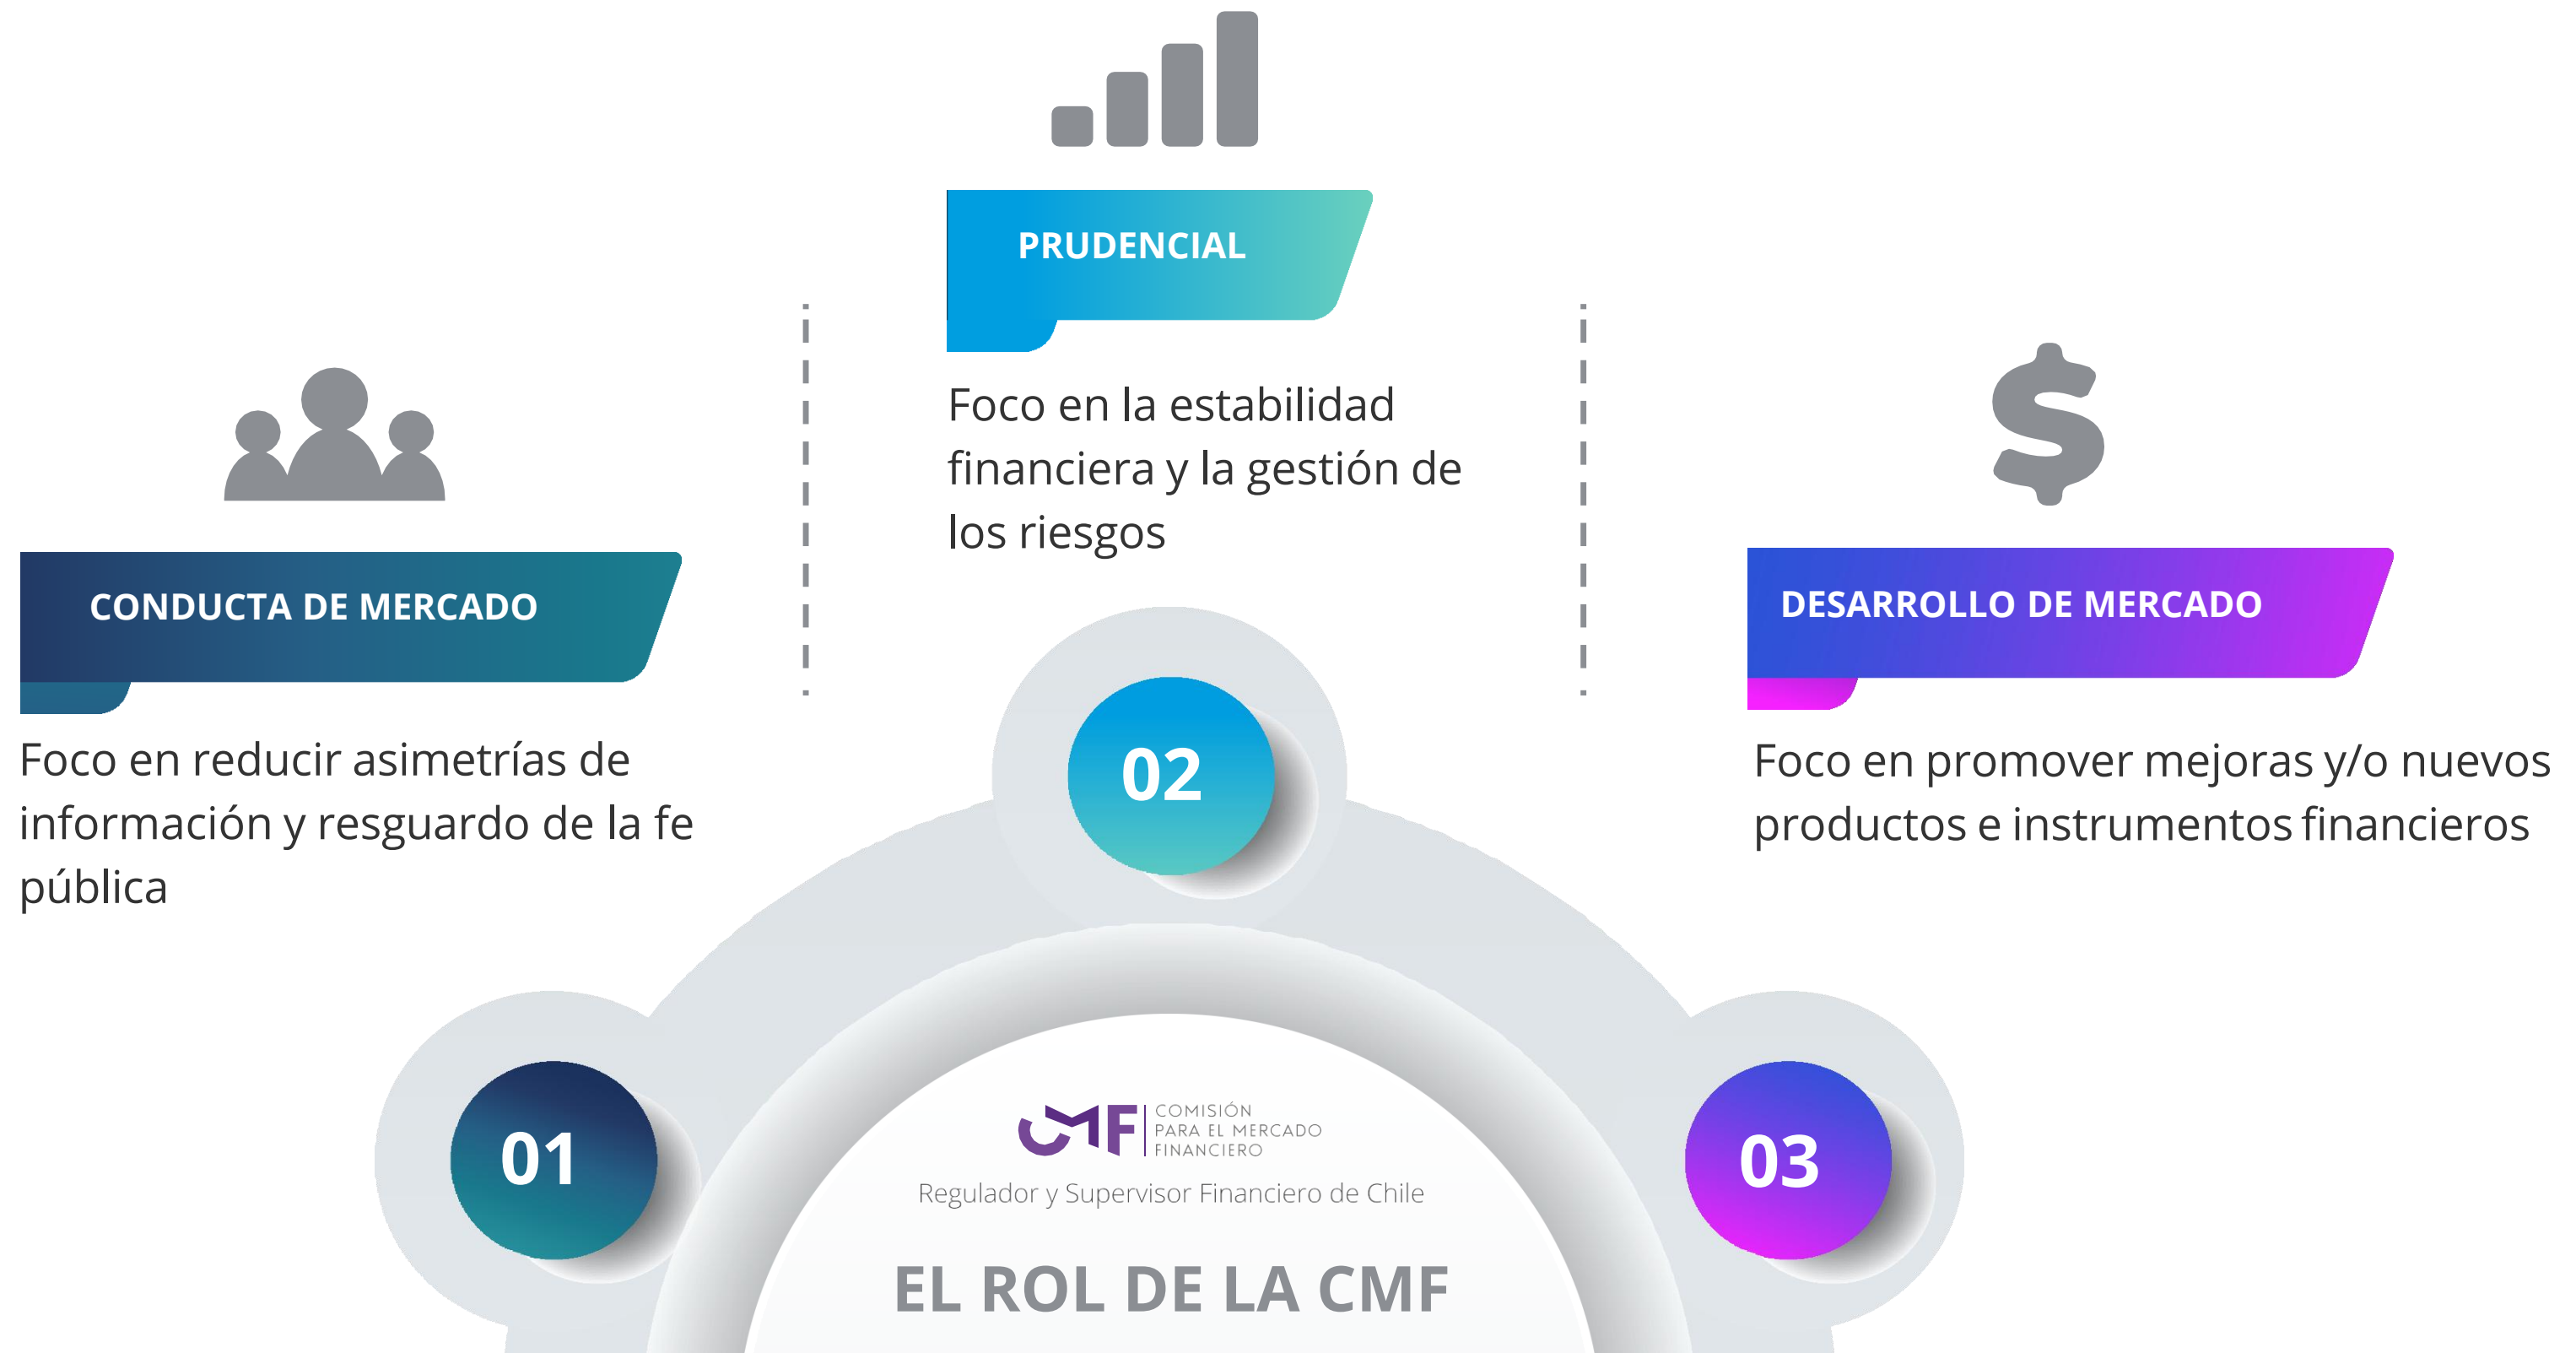 CONDUCTA DE MERCADO
Foco en reducir asimetrías de
información y resguardo de la fe
pública
01
PRUDENCIAL
Foco en la estabilidad
financiera y la gestión de
los riesgos
02
DESARROLLO DE MERCADO
Foco en promover mejoras y/o nuevos
productos e instrumentos financieros
03
CMF
COMISIÓN
PARA EL MERCADO
FINANCIERO
Regulador y Supervisor Financiero de Chile
EL ROL DE LA CMF